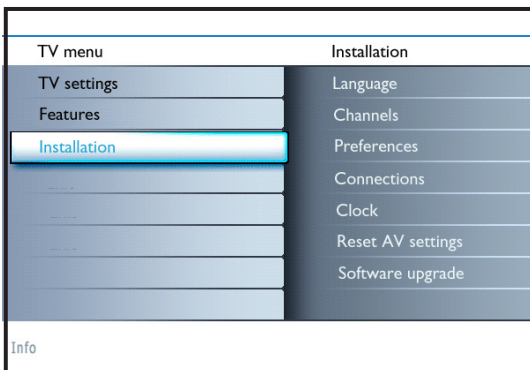 TV menu
Installation
TV settings
Language
Features
Channels
Installation
Preferences
Connections
Clock
Reset AV settings
Software upgrade
Info